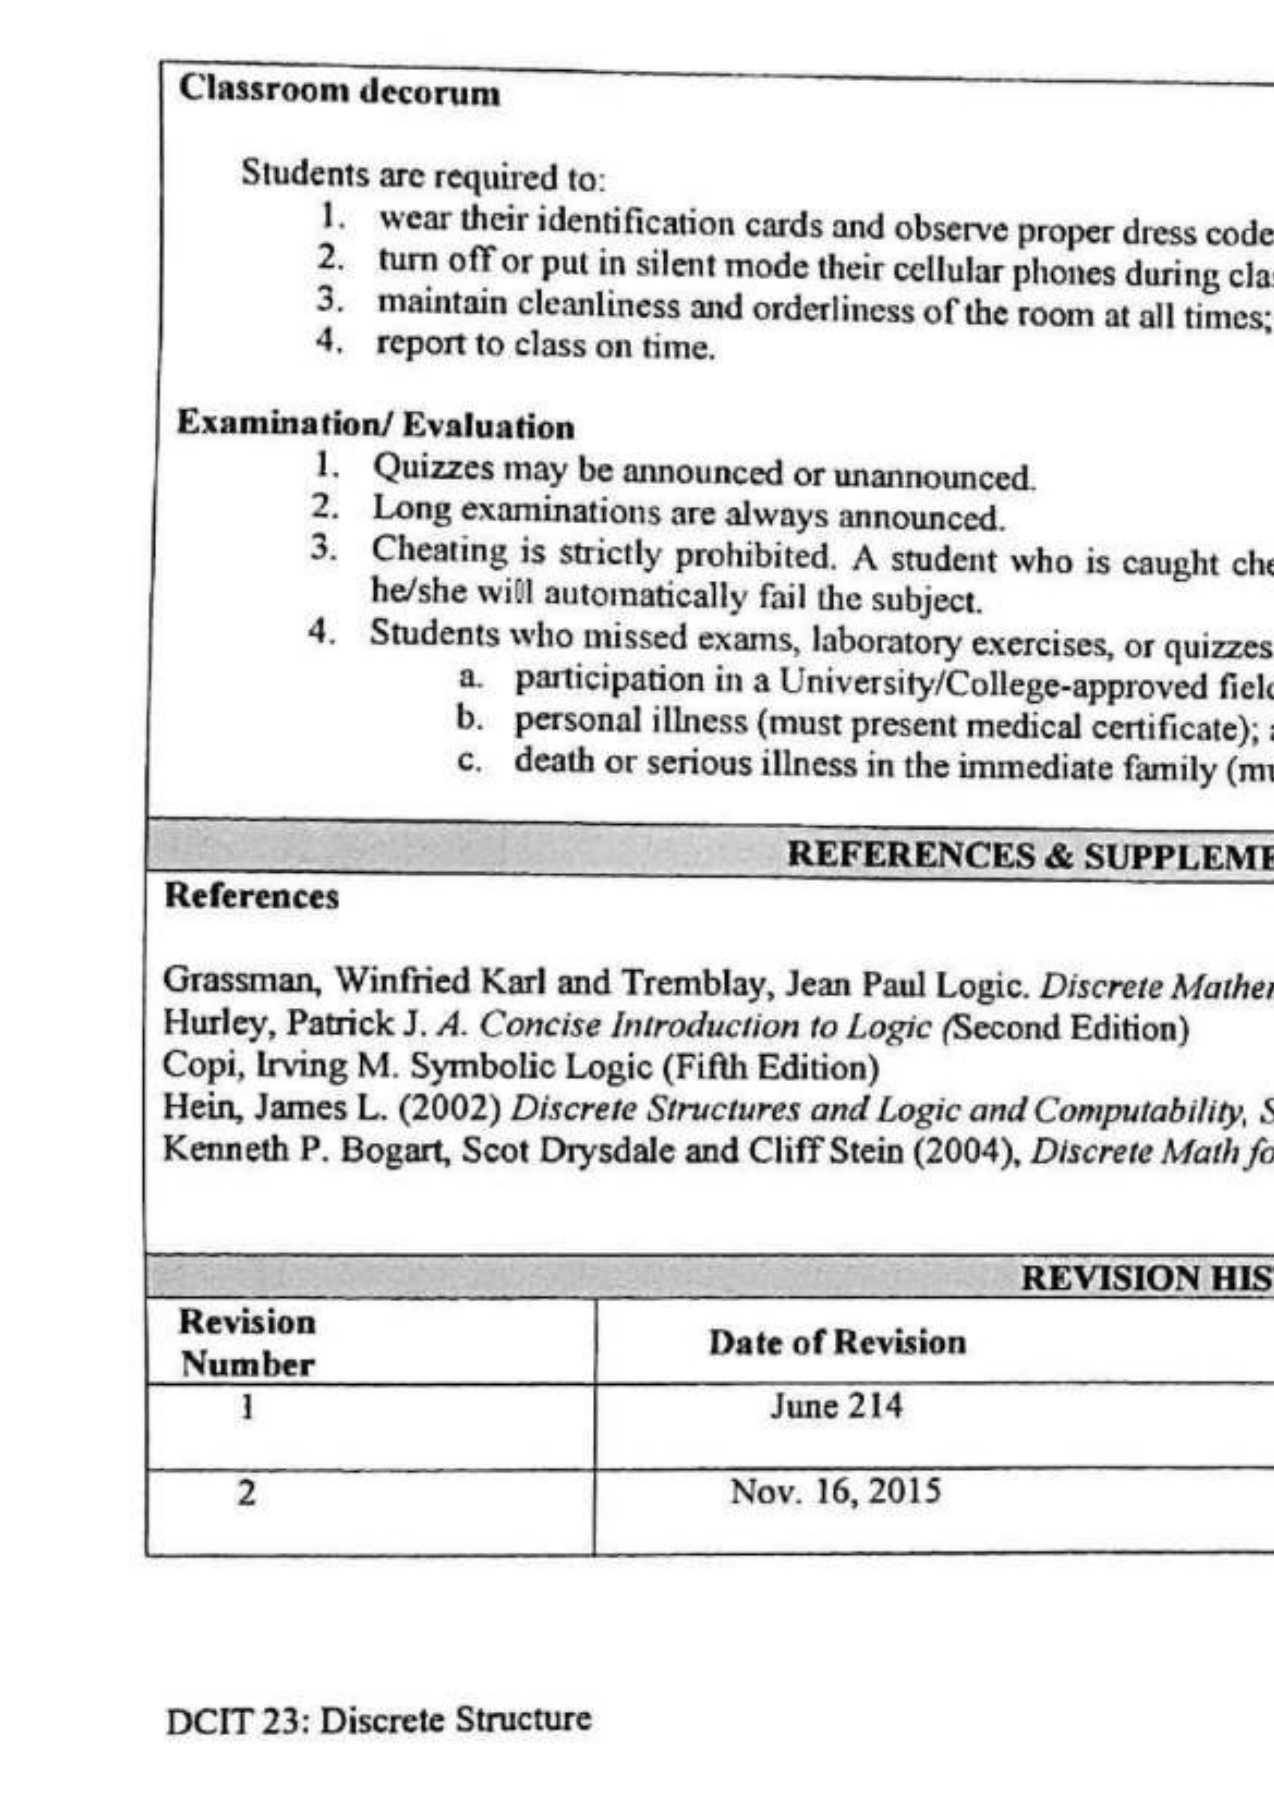 Classroom decorum
Students are required to:
1. wear their identification cards and observe proper dress code
2. turn off or put in silent mode their cellular phones during cla
3. maintain cleanliness and orderliness of the room at all times;
4. report to class on time.
Examination/ Evaluation
1. Quizzes may be announced or unannounced.
2. Long examinations are always announced.
3. Cheating is strictly prohibited. A student who is caught che
he/she will automatically fail the subject.
4. Students who missed exams, laboratory exercises, or quizzes
a. participation in a University/College-approved field
b. personal illness (must present medical certificate); a
c. death or serious illness in the immediate family (mu
REFERENCES & SUPPLEME
References
Grassman, Winfried Karl and Tremblay, Jean Paul Logic. Discrete Mathe
Hurley, Patrick J. A. Concise Introduction to Logic (Second Edition)
Copi, Irving M. Symbolic Logic (Fifth Edition)
Hein, James L. (2002) Discrete Structures and Logic and Computability, S
Kenneth P. Bogart, Scot Drysdale and Cliff Stein (2004), Discrete Math fo
REVISION HIS
Revision
Number
Date of Revision
1
June 214
2
Nov. 16, 2015
DCIT 23: Discrete Structure